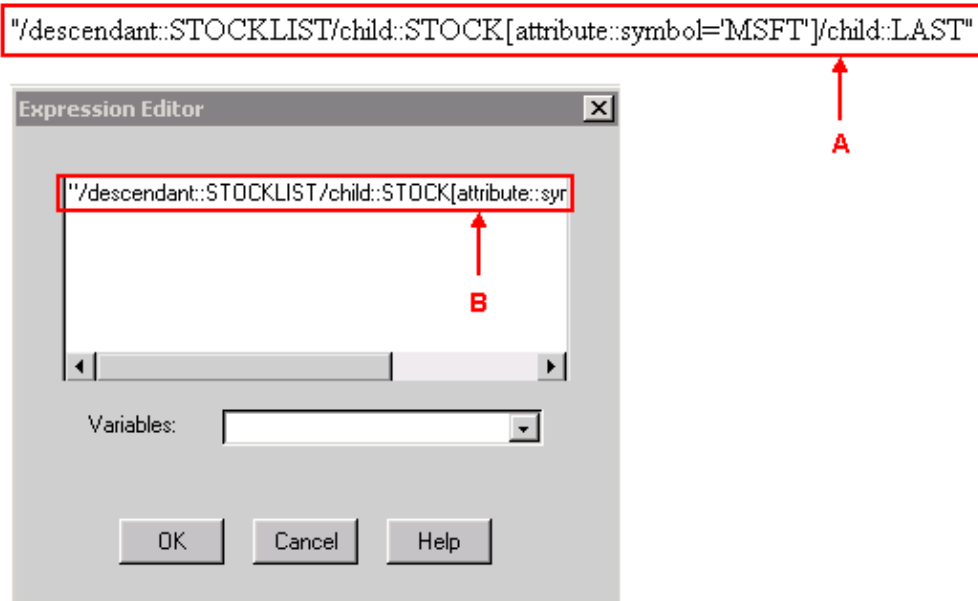 "/descendant::STOCKLIST/child::STOCK[attribute::symbol='MSFT']/child::LAST"
A
Expression Editor
"/descendant::STOCKLIST/child::STOCK[attribute::syr
B
Variables:
OK Cancel Help